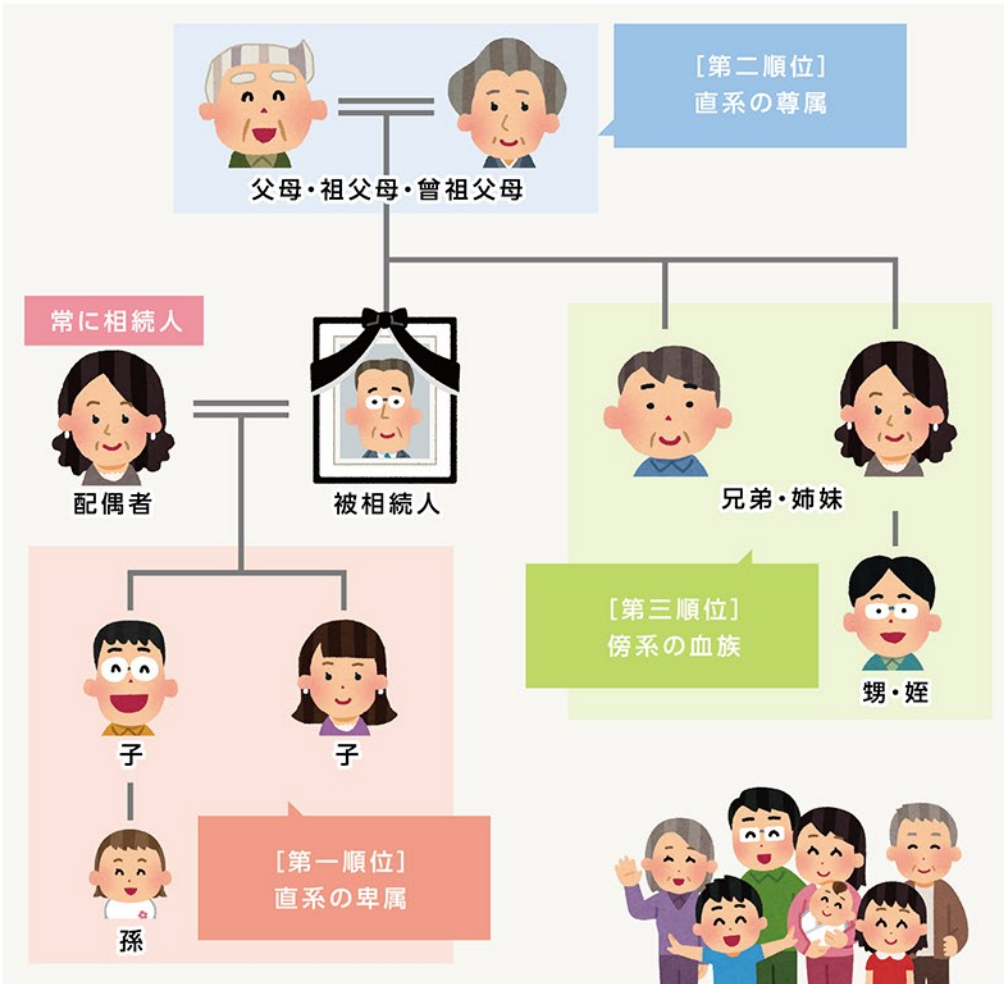 [第二順位]
直系の尊属
父母・祖父母・曾祖父母
常に相続人
配偶者
被相続人
兄弟・姉妹
[第三順位]
傍系の血族
甥・姪
子
子
[第一順位]
直系の卑属
孫